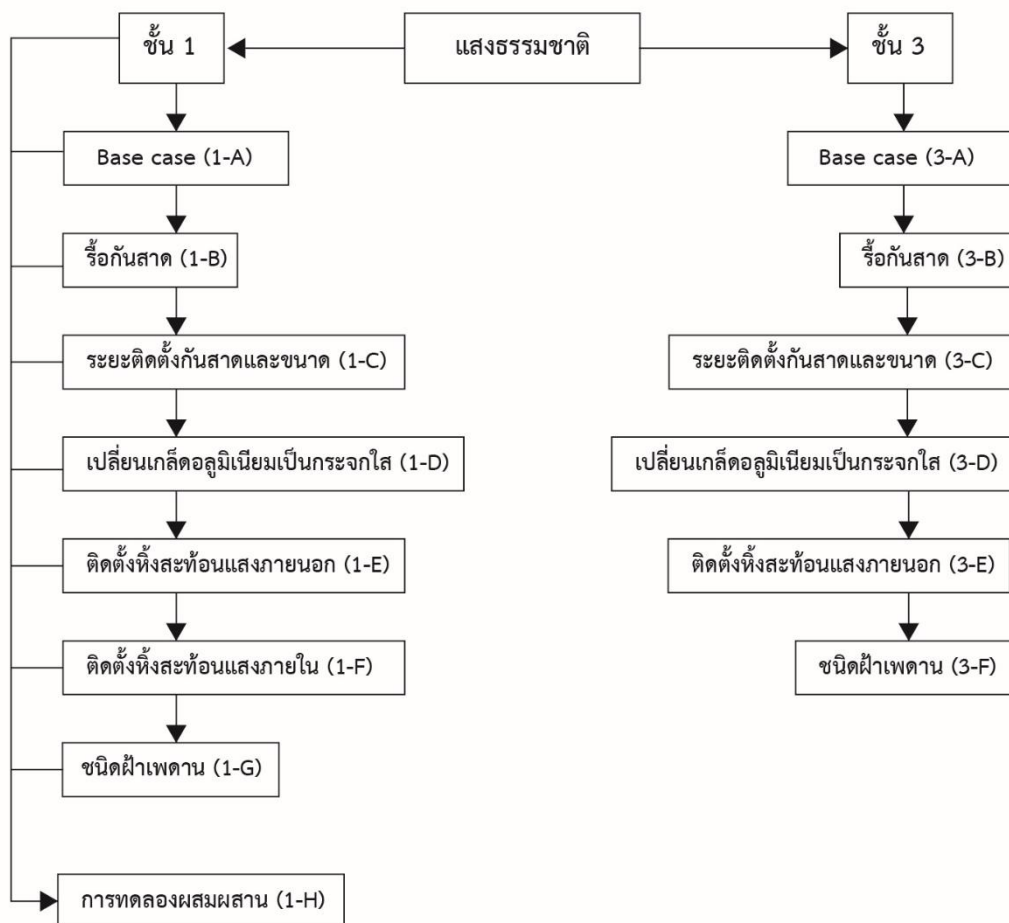 ชั้น 1
แสงธรรมชาติ
ชั้น 3
Base case (1-A)
Base case (3-A)
รื้อกันสาด (1-B)
รื้อกันสาด (3-B)
ระยะติดตั้งกันสาดและขนาด (1-C)
ระยะติดตั้งกันสาดและขนาด (3-C)
เปลี่ยนเกล็ดอลูมิเนียมเป็นกระจกใส (1-D)
เปลี่ยนเกล็ดอลูมิเนียมเป็นกระจกใส (3-D)
ติดตั้งหิ้งสะท้อนแสงภายนอก (1-E)
ติดตั้งหิ้งสะท้อนแสงภายนอก (3-E)
ติดตั้งหิ้งสะท้อนแสงภายใน (1-F)
ชนิดฝ้าเพดาน (3-F)
ชนิดฝ้าเพดาน (1-G)
การทดลองผสมผสาน (1-H)